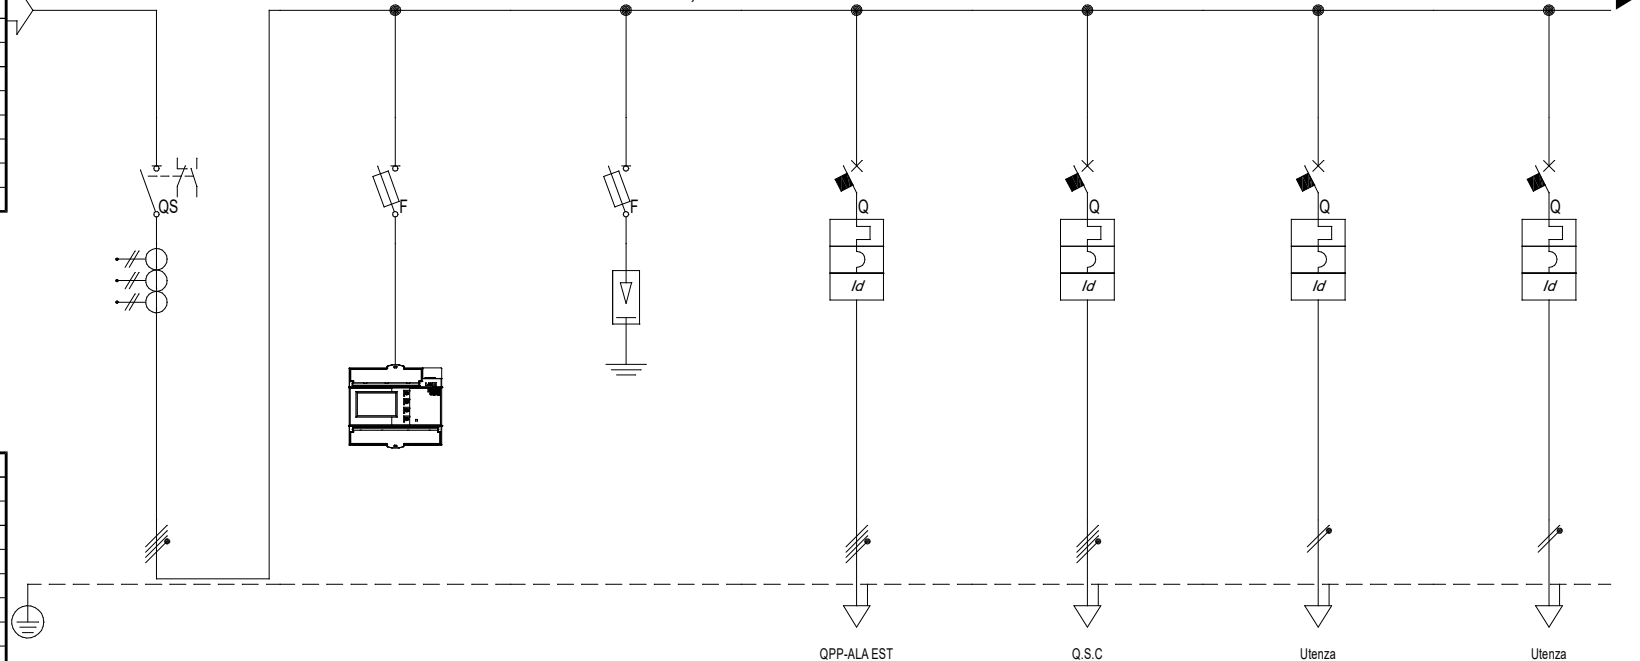 QS
F
F
Q
Q
Q
Q
Id
Id
Id
Id
QPP-ALA EST
Q.S.C
Utenza
Utenza